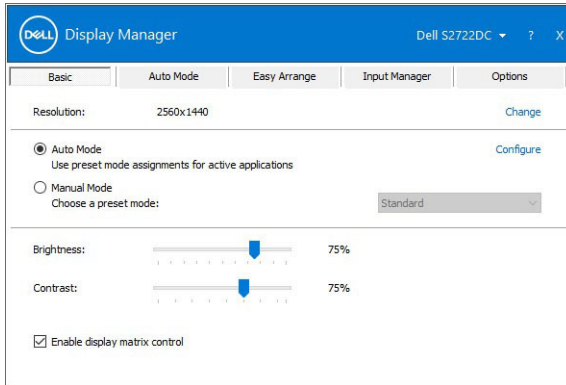 DELL Display Manager Dell S2722DC ? X
Basic Auto Mode Easy Arrange Input Manager Options
Resolution: 2560x1440 Change
Auto Mode Configure
Use preset mode assignments for active applications
Manual Mode
Choose a preset mode: Standard
Brightness: 75%
Contrast: 75%
Enable display matrix control